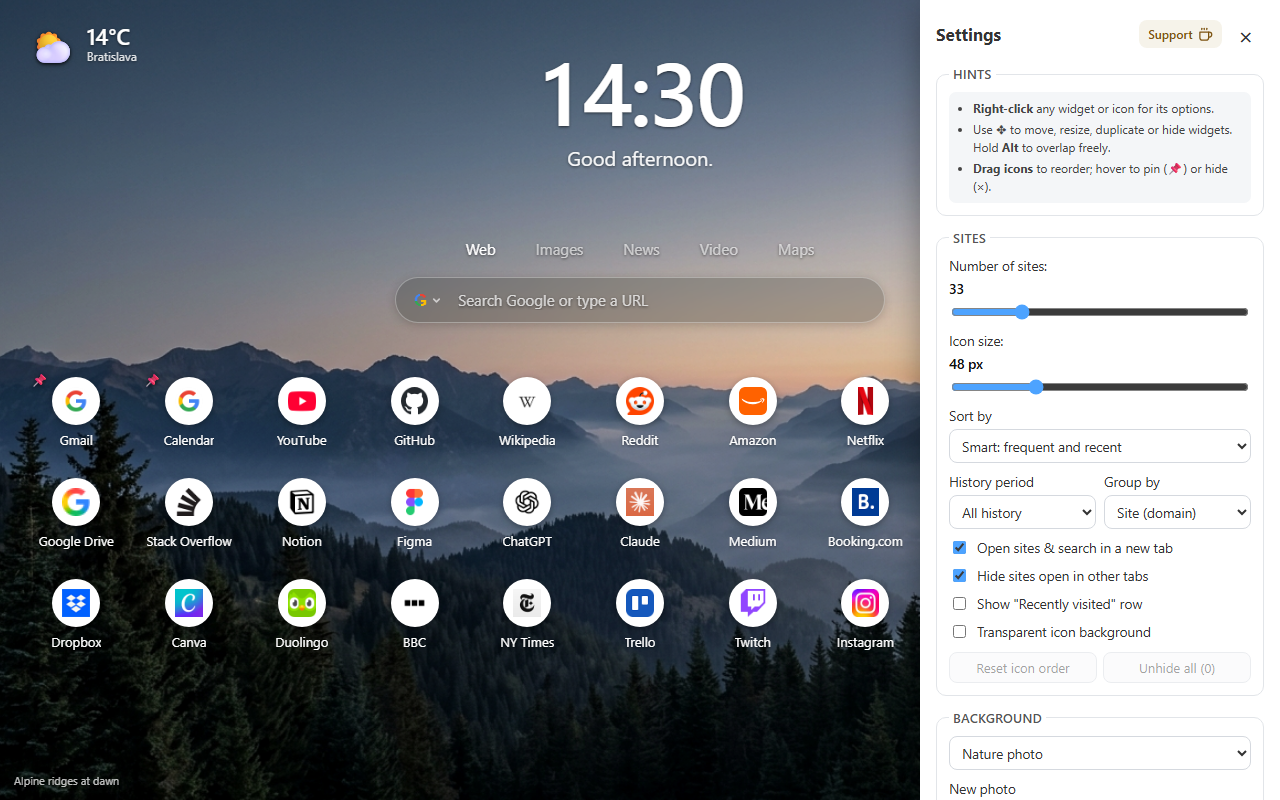 14°C
Bratislava
14:30
Good afternoon.
Web Images News Video Maps
Search Google or type a URL
Gmail Calendar YouTube GitHub Wikipedia Reddit Amazon Netflix
Google Drive Stack Overflow Notion Figma ChatGPT Claude Medium Booking.com
Dropbox Canva Duolingo BBC NY Times Trello Twitch Instagram
Alpine ridges at dawn
Settings
Support
HINTS
Right-click any widget or icon for its options.
Use ✥ to move, resize, duplicate or hide widgets.
Hold Alt to overlap freely.
Drag icons to reorder; hover to pin (📌) or hide
(×).
SITES
Number of sites:
33
Icon size:
48 px
Sort by
Smart: frequent and recent
History period Group by
All history Site (domain)
Open sites & search in a new tab
Hide sites open in other tabs
Show "Recently visited" row
Transparent icon background
Reset icon order Unhide all (0)
BACKGROUND
Nature photo
New photo